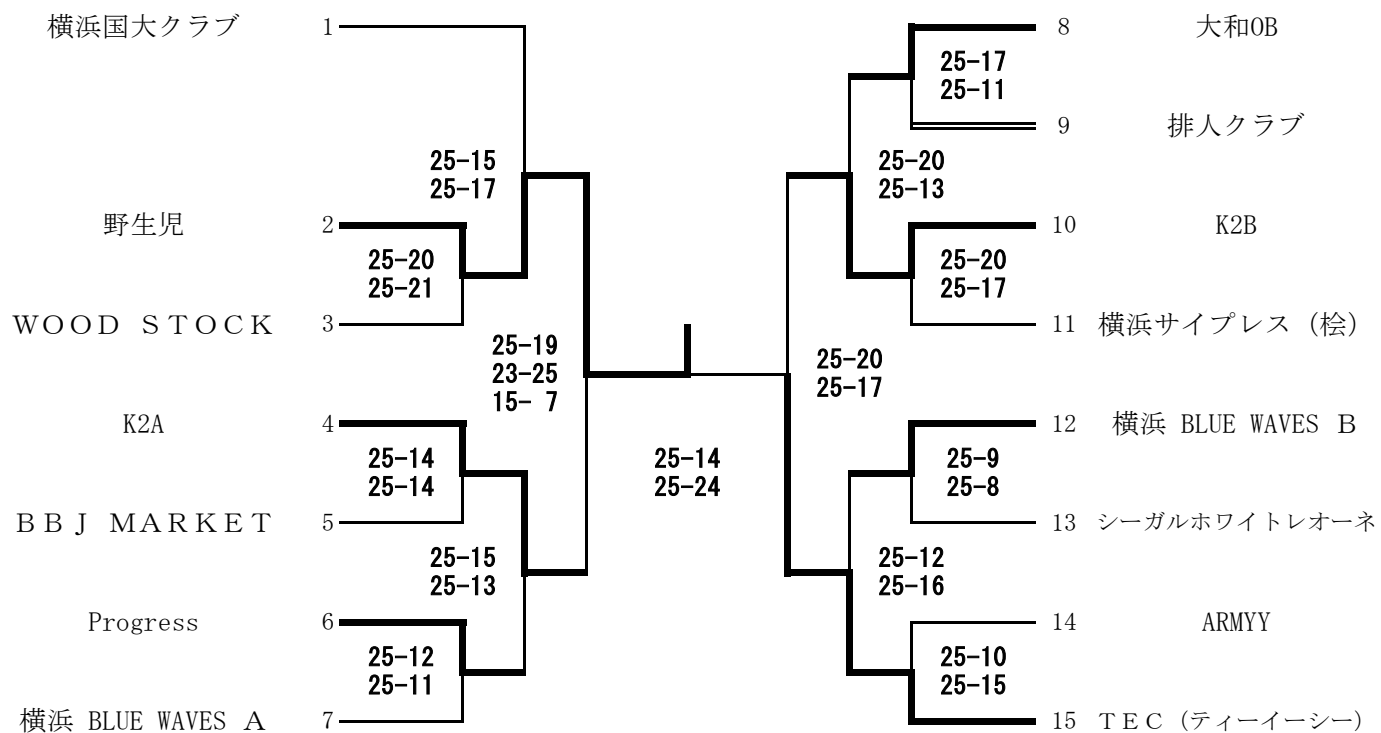 横浜国大クラブ 1
8 大和OB
25-17
25-11
9 排人クラブ
25-15
25-17
25-20
25-13
野生児 2
10 K2B
25-20
25-21
25-20
25-17
ＷＯＯＤ ＳＴＯＣＫ 3
11 横浜サイプレス（桧）
25-19
23-25
15- 7
25-20
25-17
K2A 4
12 横浜 BLUE WAVES Ｂ
25-14
25-14
25-14
25-24
25-9
25-8
ＢＢＪ ＭＡＲＫＥＴ 5
13 シーガルホワイトレオーネ
25-15
25-13
25-12
25-16
Progress 6
14 ARMYY
25-12
25-11
25-10
25-15
横浜 BLUE WAVES Ａ 7
15 ＴＥＣ（ティーイーシー）